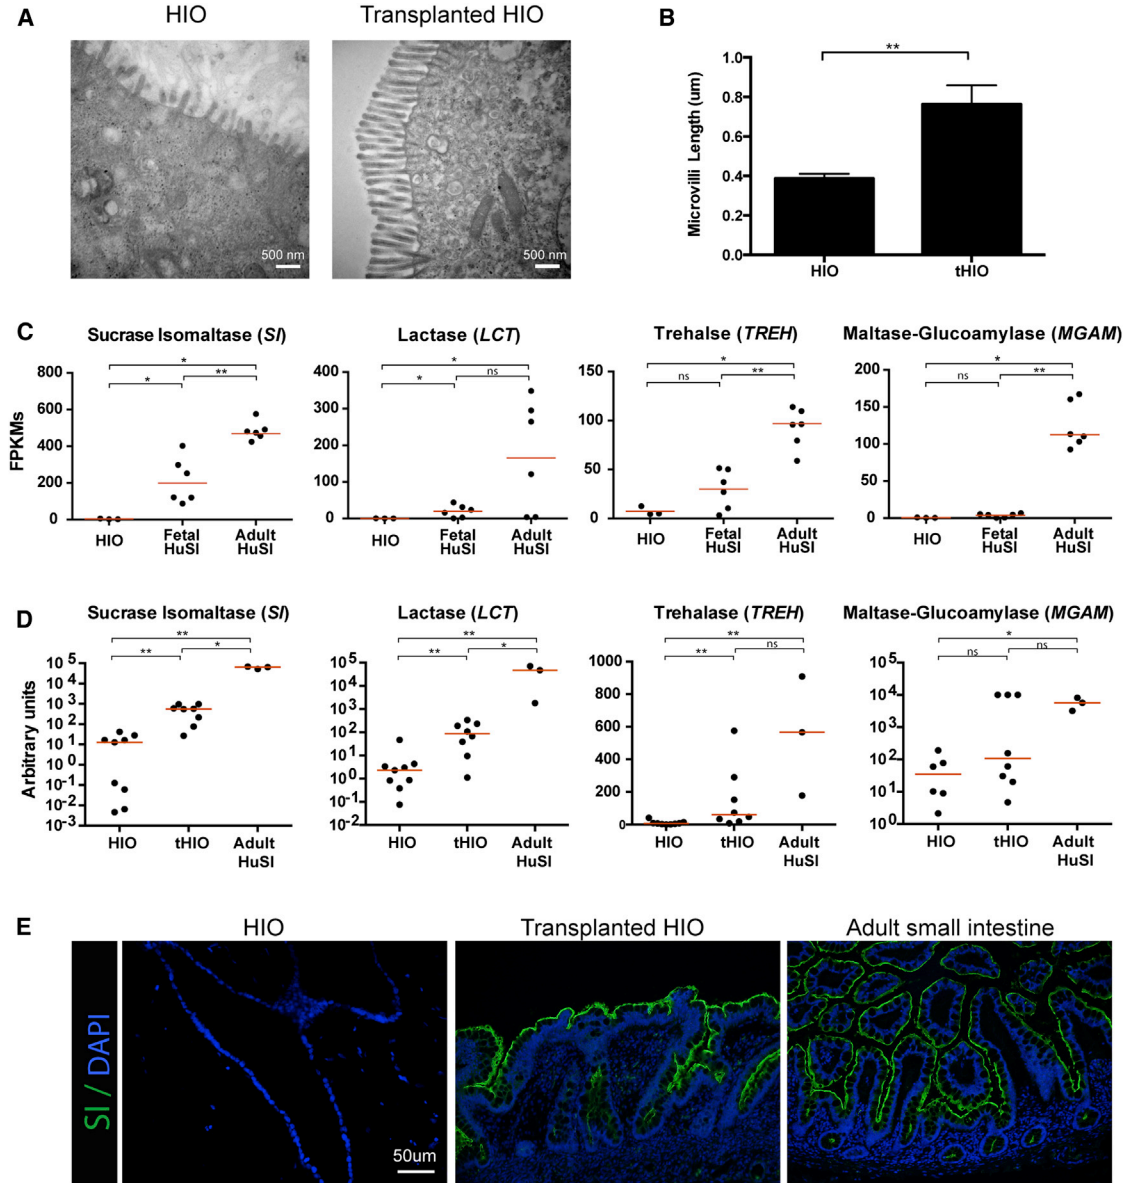 A
HIO
Transplanted HIO
500 nm
500 nm
B
Microvilli Length (um)
1.0
0.8
0.6
0.4
0.2
0.0
**
HIO
tHIO
C
Sucrase Isomaltase (SI)
FPKMs
800
600
400
200
0
*
*
**
HIO
Fetal HuSI
Adult HuSI
Lactase (LCT)
400
300
200
100
0
*
*
ns
HIO
Fetal HuSI
Adult HuSI
Trehalse (TREH)
150
100
50
0
*
ns
**
HIO
Fetal HuSI
Adult HuSI
Maltase-Glucoamylase (MGAM)
200
150
100
50
0
*
ns
**
HIO
Fetal HuSI
Adult HuSI
D
Sucrase Isomaltase (SI)
Arbitrary units
10^5
10^4
10^3
10^2
10^1
10^0
10^-1
10^-2
10^-3
**
**
*
HIO
tHIO
Adult HuSI
Lactase (LCT)
10^5
10^4
10^3
10^2
10^1
10^0
10^-1
10^-2
**
**
*
HIO
tHIO
Adult HuSI
Trehalase (TREH)
1000
800
600
400
200
0
**
**
ns
HIO
tHIO
Adult HuSI
Maltase-Glucoamylase (MGAM)
10^5
10^4
10^3
10^2
10^1
10^0
*
ns
ns
HIO
tHIO
Adult HuSI
E
HIO
Transplanted HIO
Adult small intestine
SI / DAPI
50um